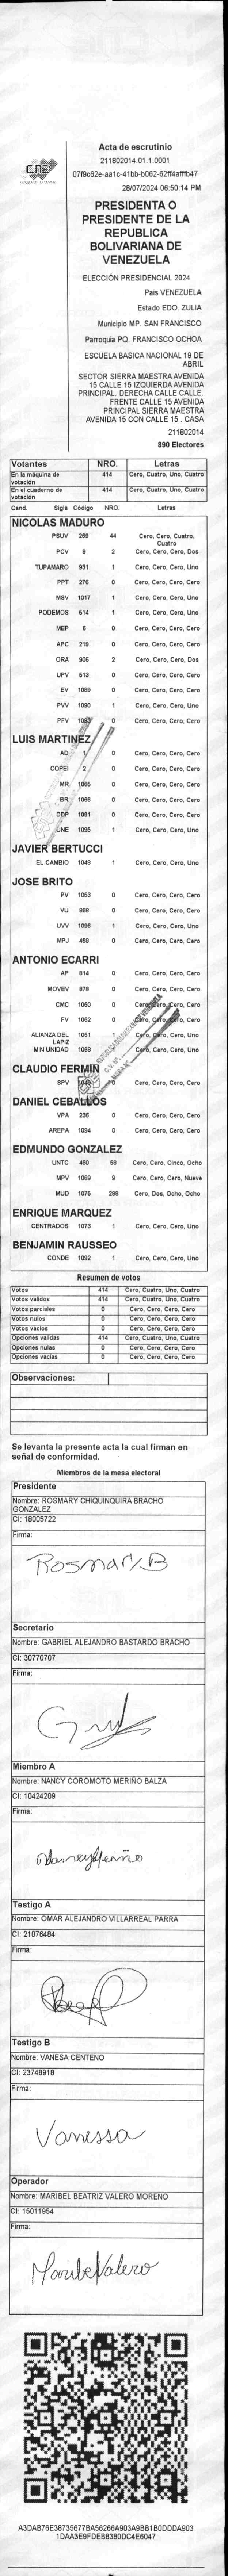 CNE
Acta de escrutinio
211802014.01.1.0001
07f9c62e-aa1c-41bb-b062-62ff4afffb47
28/07/2024 06:50:14 PM
PRESIDENTA O
PRESIDENTE DE LA
REPUBLICA
BOLIVARIANA DE
VENEZUELA
ELECCIÓN PRESIDENCIAL 2024
Pais VENEZUELA
Estado EDO. ZULIA
Municipio MP. SAN FRANCISCO
Parroquia PQ. FRANCISCO OCHOA
ESCUELA BASICA NACIONAL 19 DE
ABRIL
SECTOR SIERRA MAESTRA AVENIDA
15 CALLE 15 IZQUIERDA AVENIDA
PRINCIPAL. DERECHA CALLE CALLE.
FRENTE CALLE 15 AVENIDA
PRINCIPAL SIERRA MAESTRA
AVENIDA 15 CON CALLE 15 . CASA
211802014
890 Electores
Votantes NRO. Letras
En la máquina de votación 414 Cero, Cuatro, Uno, Cuatro
En el cuaderno de votación 414 Cero, Cuatro, Uno, Cuatro
Cand. Sigla Código NRO. Letras
NICOLAS MADURO
PSUV 269 44 Cero, Cero, Cuatro, Cuatro
PCV 9 2 Cero, Cero, Cero, Dos
TUPAMARO 931 1 Cero, Cero, Cero, Uno
PPT 276 0 Cero, Cero, Cero, Cero
MSV 1017 1 Cero, Cero, Cero, Uno
PODEMOS 514 1 Cero, Cero, Cero, Uno
MEP 6 0 Cero, Cero, Cero, Cero
APC 219 0 Cero, Cero, Cero, Cero
ORA 906 2 Cero, Cero, Cero, Dos
UPV 513 0 Cero, Cero, Cero, Cero
EV 1089 0 Cero, Cero, Cero, Cero
PVV 1090 1 Cero, Cero, Cero, Uno
PFV 1093 0 Cero, Cero, Cero, Cero
LUIS MARTINEZ
AD 1 0 Cero, Cero, Cero, Cero
COPEI 2 0 Cero, Cero, Cero, Cero
MR 1065 0 Cero, Cero, Cero, Cero
BR 1066 0 Cero, Cero, Cero, Cero
DDP 1091 0 Cero, Cero, Cero, Cero
UNE 1095 1 Cero, Cero, Cero, Uno
JAVIER BERTUCCI
EL CAMBIO 1049 1 Cero, Cero, Cero, Uno
JOSE BRITO
PV 1053 0 Cero, Cero, Cero, Cero
VU 969 0 Cero, Cero, Cero, Cero
UVV 1096 1 Cero, Cero, Cero, Uno
MPJ 459 0 Cero, Cero, Cero, Cero
ANTONIO ECARRI
AP 614 0 Cero, Cero, Cero, Cero
MOVEV 679 0 Cero, Cero, Cero, Cero
CMC 1050 0 Cero, Cero, Cero, Cero
FV 1062 0 Cero, Cero, Cero, Cero
ALIANZA DEL LAPIZ 1051 1 Cero, Cero, Cero, Uno
MIN UNIDAD 1069 1 Cero, Cero, Cero, Uno
CLAUDIO FERMIN
SPV 0 Cero, Cero, Cero, Cero
DANIEL CEBALLOS
VPA 236 0 Cero, Cero, Cero, Cero
AREPA 1094 0 Cero, Cero, Cero, Cero
EDMUNDO GONZALEZ
UNTC 450 58 Cero, Cero, Cinco, Ocho
MPV 1069 9 Cero, Cero, Cero, Nueve
MUD 1075 288 Cero, Dos, Ocho, Ocho
ENRIQUE MARQUEZ
CENTRADOS 1073 1 Cero, Cero, Cero, Uno
BENJAMIN RAUSSEO
CONDE 1092 1 Cero, Cero, Cero, Uno
Resumen de votos
Votos 414 Cero, Cuatro, Uno, Cuatro
Votos validos 414 Cero, Cuatro, Uno, Cuatro
Votos parciales 0 Cero, Cero, Cero, Cero
Votos nulos 0 Cero, Cero, Cero, Cero
Votos vacios 0 Cero, Cero, Cero, Cero
Opciones validas 414 Cero, Cuatro, Uno, Cuatro
Opciones nulas 0 Cero, Cero, Cero, Cero
Opciones vacias 0 Cero, Cero, Cero, Cero
Observaciones:
Se levanta la presente acta la cual firman en
señal de conformidad.
Miembros de la mesa electoral
Presidente
Nombre: ROSMARY CHIQUINQUIRA BRACHO
GONZALEZ
CI: 18005722
Firma:
Rosmary B
Secretario
Nombre: GABRIEL ALEJANDRO BASTARDO BRACHO
CI: 30770707
Firma:
Miembro A
Nombre: NANCY COROMOTO MERIÑO BALZA
CI: 10424209
Firma:
Nancy Meriño
Testigo A
Nombre: OMAR ALEJANDRO VILLARREAL PARRA
CI: 21076484
Firma:
Testigo B
Nombre: VANESA CENTENO
CI: 23748918
Firma:
Vanessa
Operador
Nombre: MARIBEL BEATRIZ VALERO MORENO
CI: 15011954
Firma:
Maribel Valero
A3DAB76E38735677BA56266A903A9BB1B0DDDA903
1DAA3E9FDEB8380DC4E6047